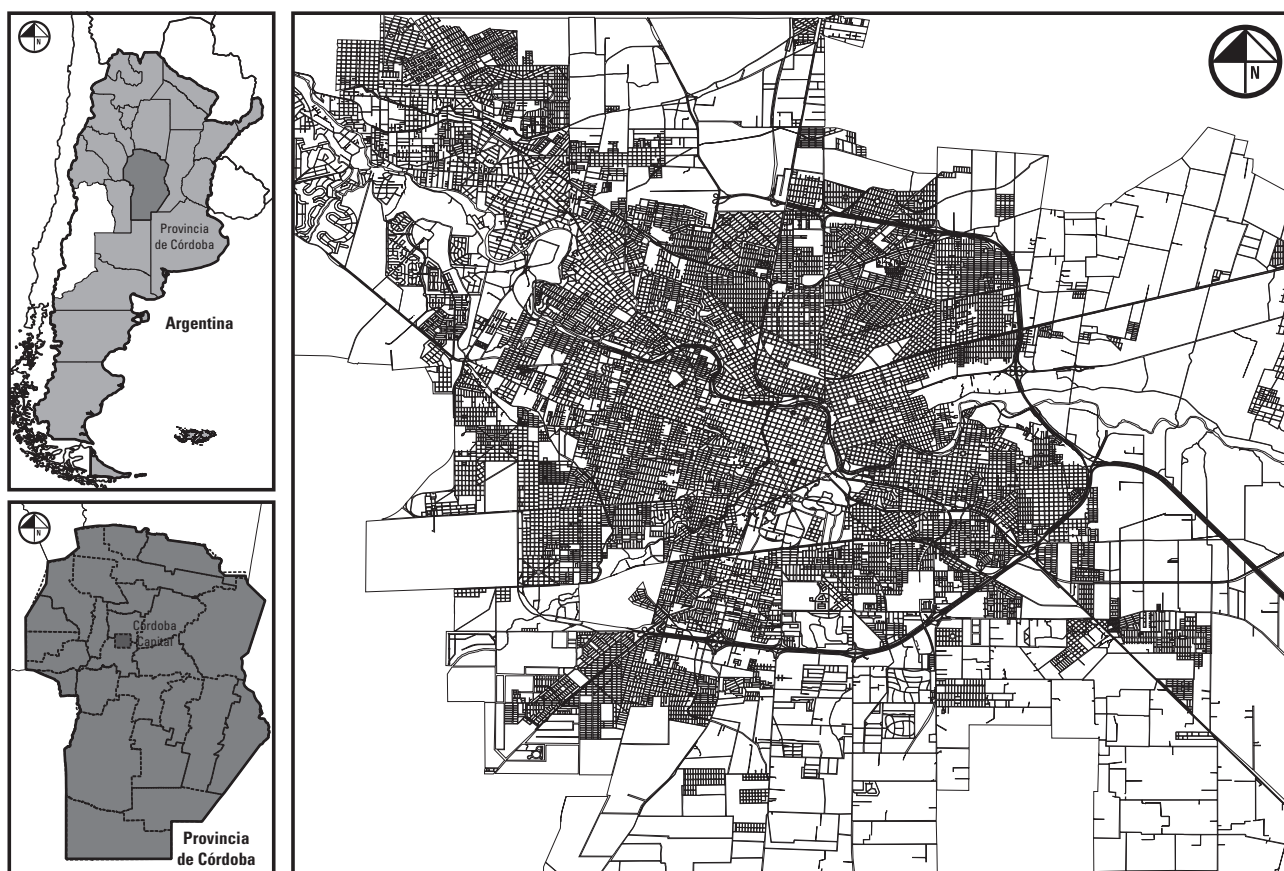 N
Provincia
de Córdoba
Argentina
N
Córdoba
Capital
Provincia
de Córdoba
N